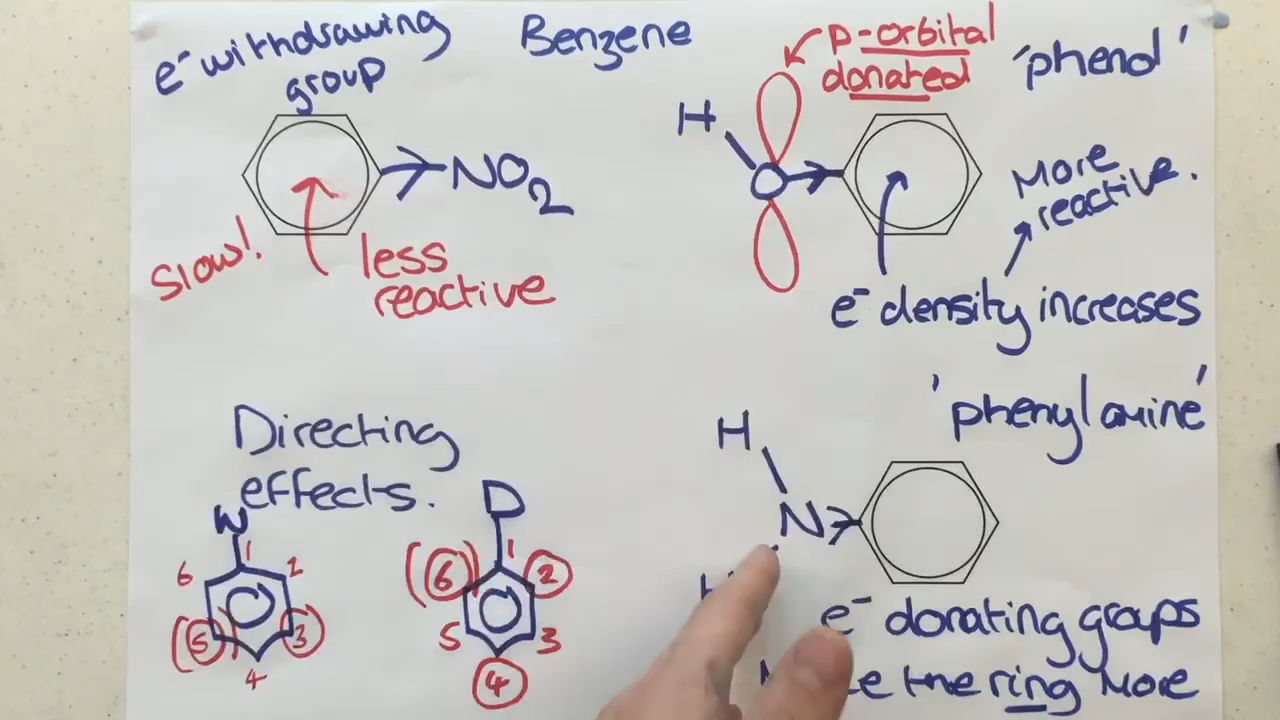 e⁻ withdrawing
group
NO₂
Slow!
less
reactive
Benzene
p-orbital
donated
'phenol'
H
O
More
reactive.
e⁻ density increases
Directing
effects.
W
1
6
2
(5)
3
4
D
1
(6)
2
5
3
4
'phenylamine'
H
N
e⁻ donating groups
the ring More